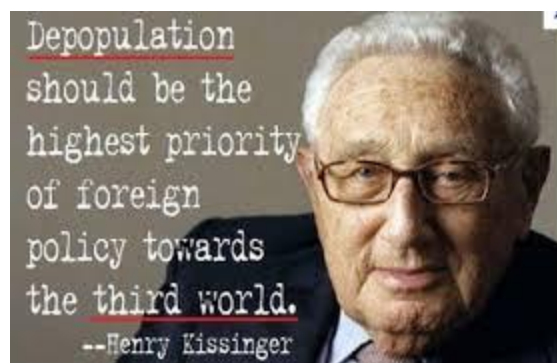 Depopulation
should be the
highest priority
of foreign
policy towards
the third world.
--Henry Kissinger